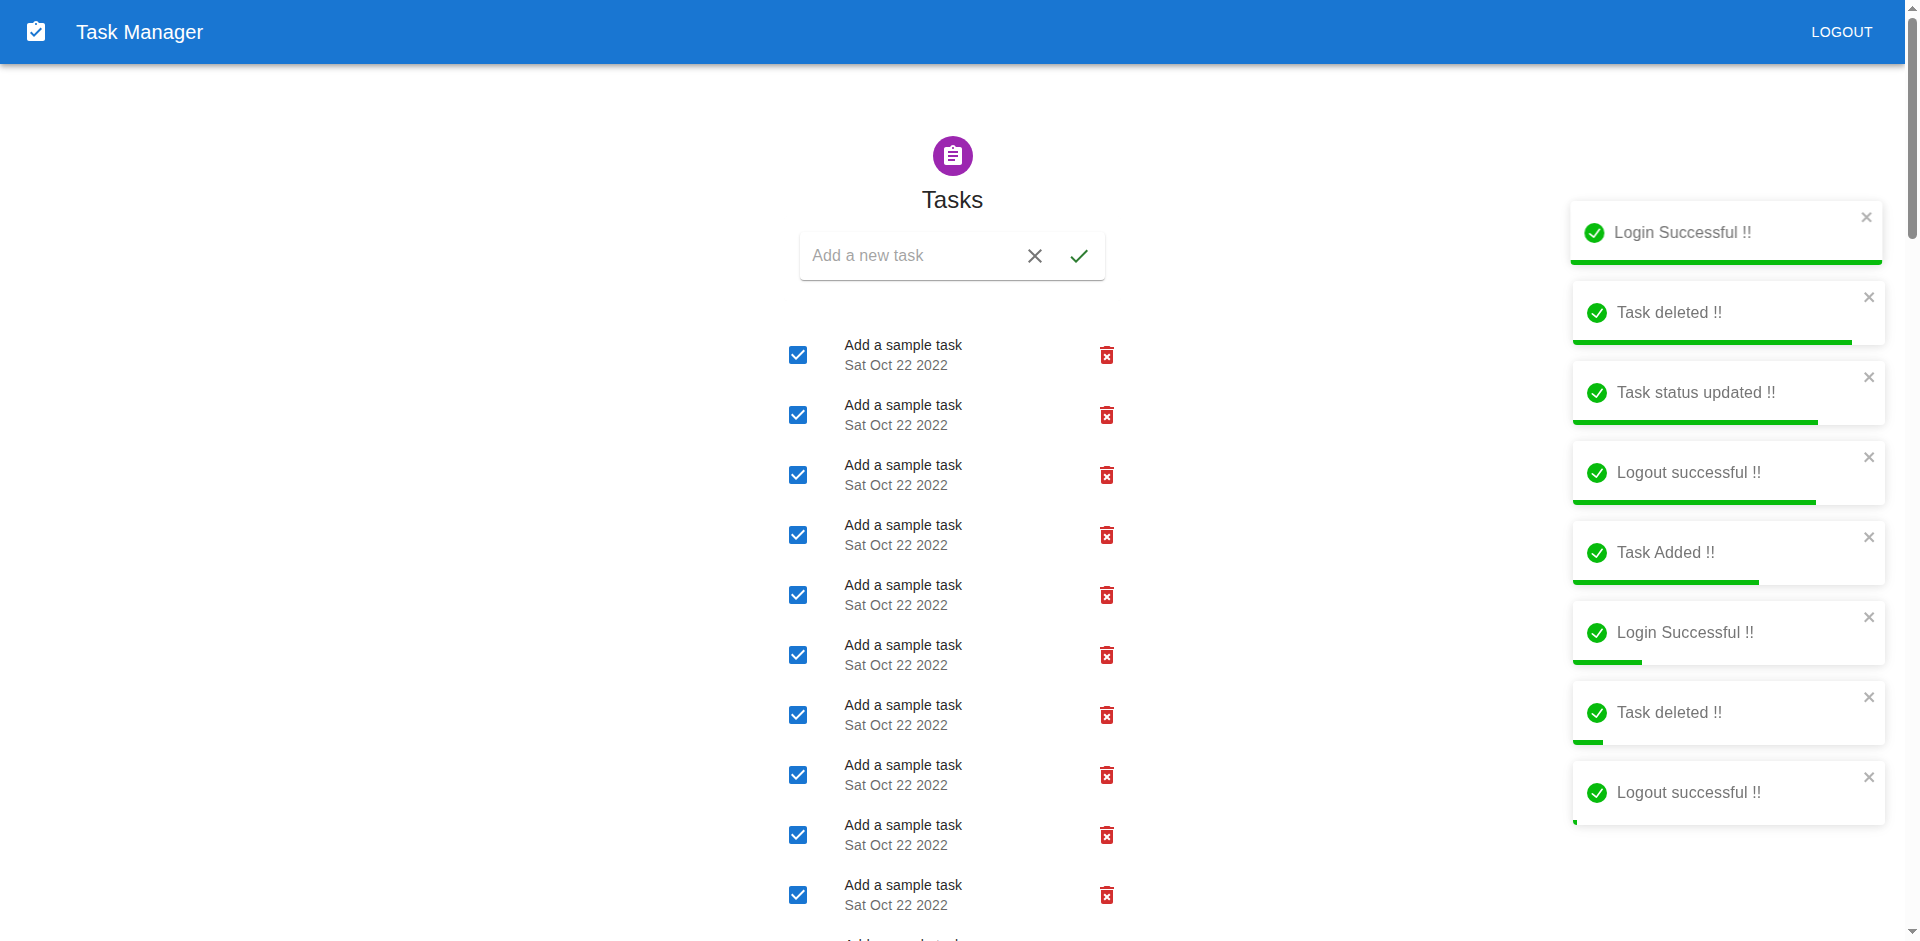 Task Manager
LOGOUT
Tasks
Add a new task
Add a sample task
Sat Oct 22 2022
Add a sample task
Sat Oct 22 2022
Add a sample task
Sat Oct 22 2022
Add a sample task
Sat Oct 22 2022
Add a sample task
Sat Oct 22 2022
Add a sample task
Sat Oct 22 2022
Add a sample task
Sat Oct 22 2022
Add a sample task
Sat Oct 22 2022
Add a sample task
Sat Oct 22 2022
Add a sample task
Sat Oct 22 2022
Login Successful !!
Task deleted !!
Task status updated !!
Logout successful !!
Task Added !!
Login Successful !!
Task deleted !!
Logout successful !!